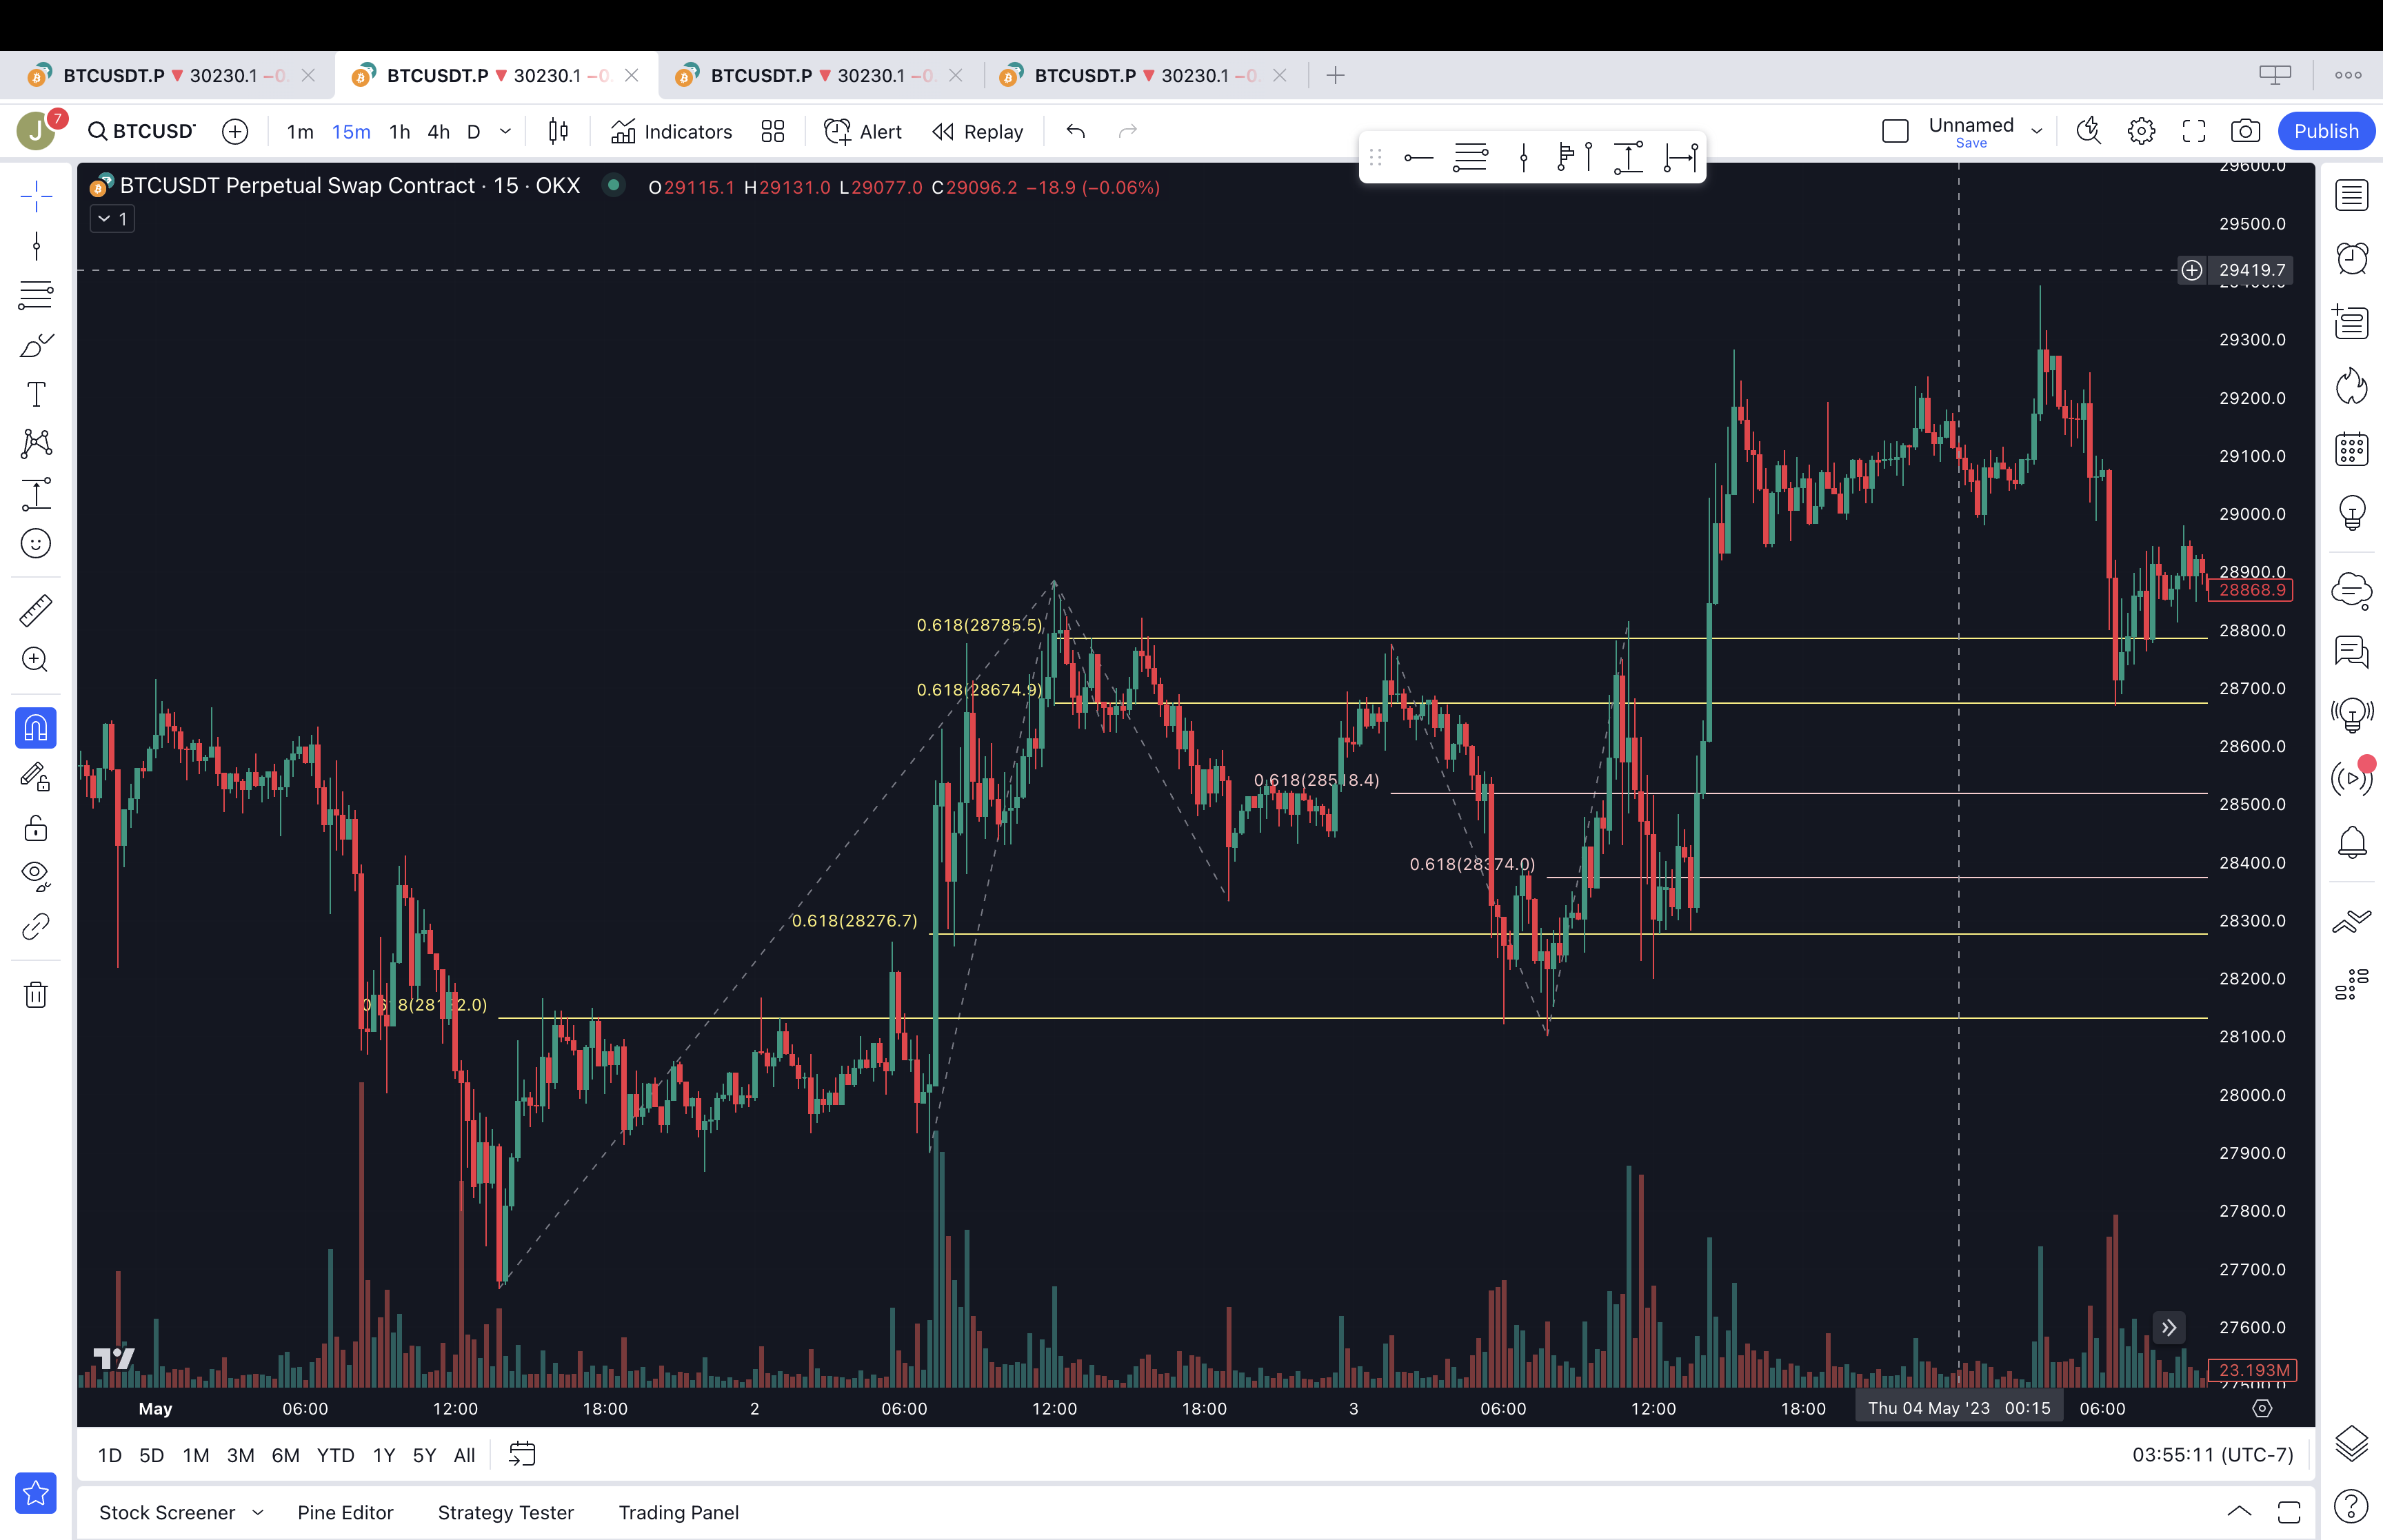 BTCUSDT.P ▼ 30230.1 −0.
BTCUSDT.P ▼ 30230.1 −0.
BTCUSDT.P ▼ 30230.1 −0.
BTCUSDT.P ▼ 30230.1 −0.
J 7
BTCUSD
1m 15m 1h 4h D
Indicators
Alert
Replay
Unnamed
Save
Publish
BTCUSDT Perpetual Swap Contract · 15 · OKX
O29115.1 H29131.0 L29077.0 C29096.2 −18.9 (−0.06%)
1
29600.0
29500.0
29419.7
29300.0
29200.0
29100.0
29000.0
28900.0
28868.9
28800.0
28700.0
28600.0
28500.0
28400.0
28300.0
28200.0
28100.0
28000.0
27900.0
27800.0
27700.0
27600.0
23.193M
27500.0
0.618(28785.5)
0.618(28674.9)
0.618(28518.4)
0.618(28374.0)
0.618(28276.7)
May 06:00 12:00 18:00 2 06:00 12:00 18:00 3 06:00 12:00 18:00 Thu 04 May '23 00:15 06:00
1D 5D 1M 3M 6M YTD 1Y 5Y All
03:55:11 (UTC-7)
Stock Screener Pine Editor Strategy Tester Trading Panel